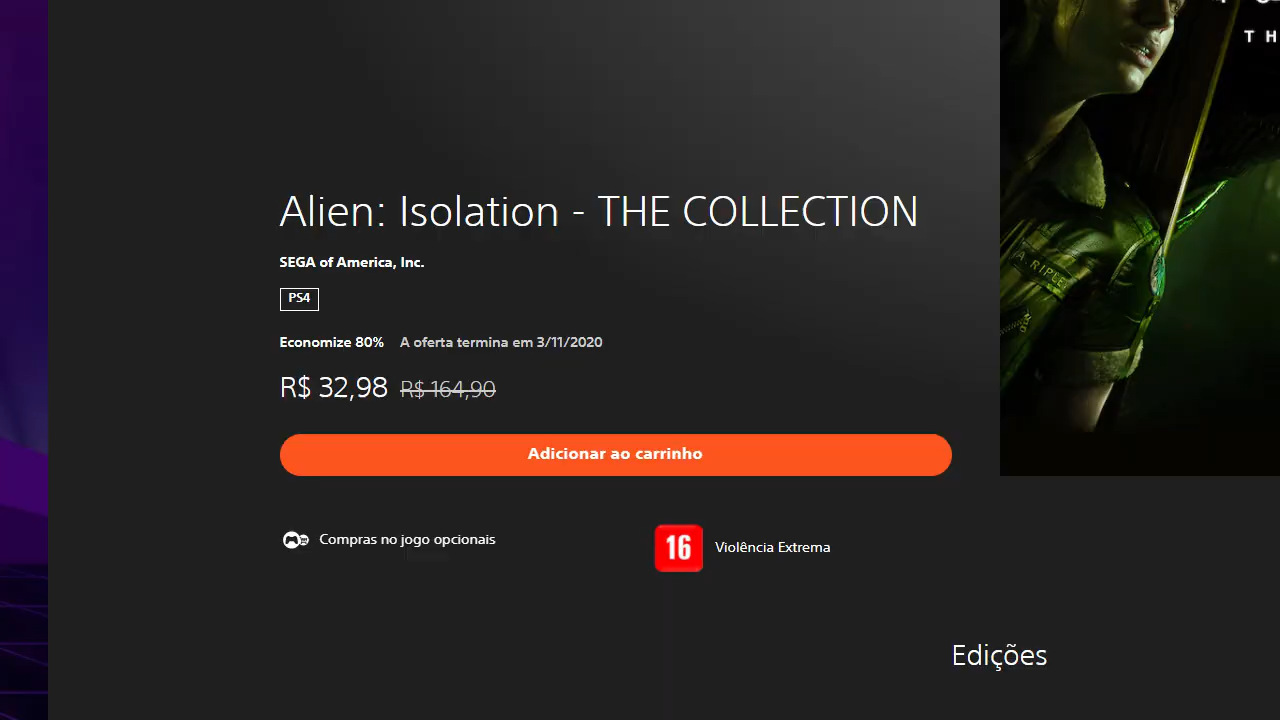 TH
Alien: Isolation - THE COLLECTION
SEGA of America, Inc.
PS4
Economize 80% A oferta termina em 3/11/2020
R$ 32,98 R$ 164,90
Adicionar ao carrinho
Compras no jogo opcionais
16 Violência Extrema
Edições